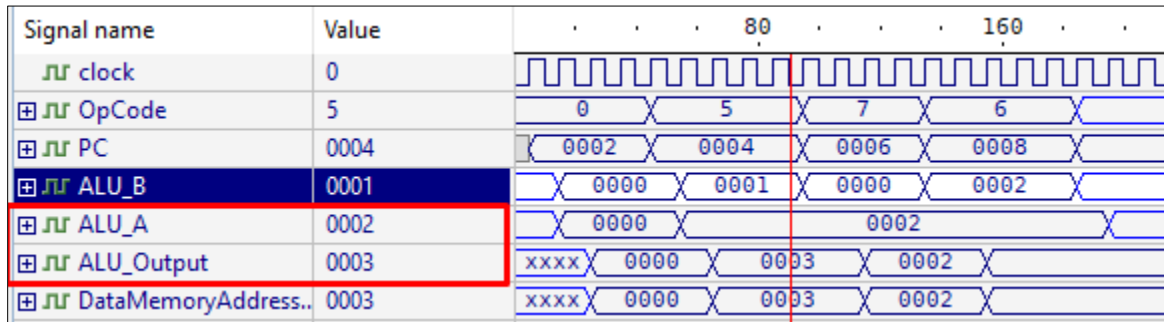 Signal name Value 80 160
clock 0
OpCode 5 0 5 7 6
PC 0004 0002 0004 0006 0008
ALU_B 0001 0000 0001 0000 0002
ALU_A 0002 0000 0002
ALU_Output 0003 xxxx 0000 0003 0002
DataMemoryAddress.. 0003 xxxx 0000 0003 0002